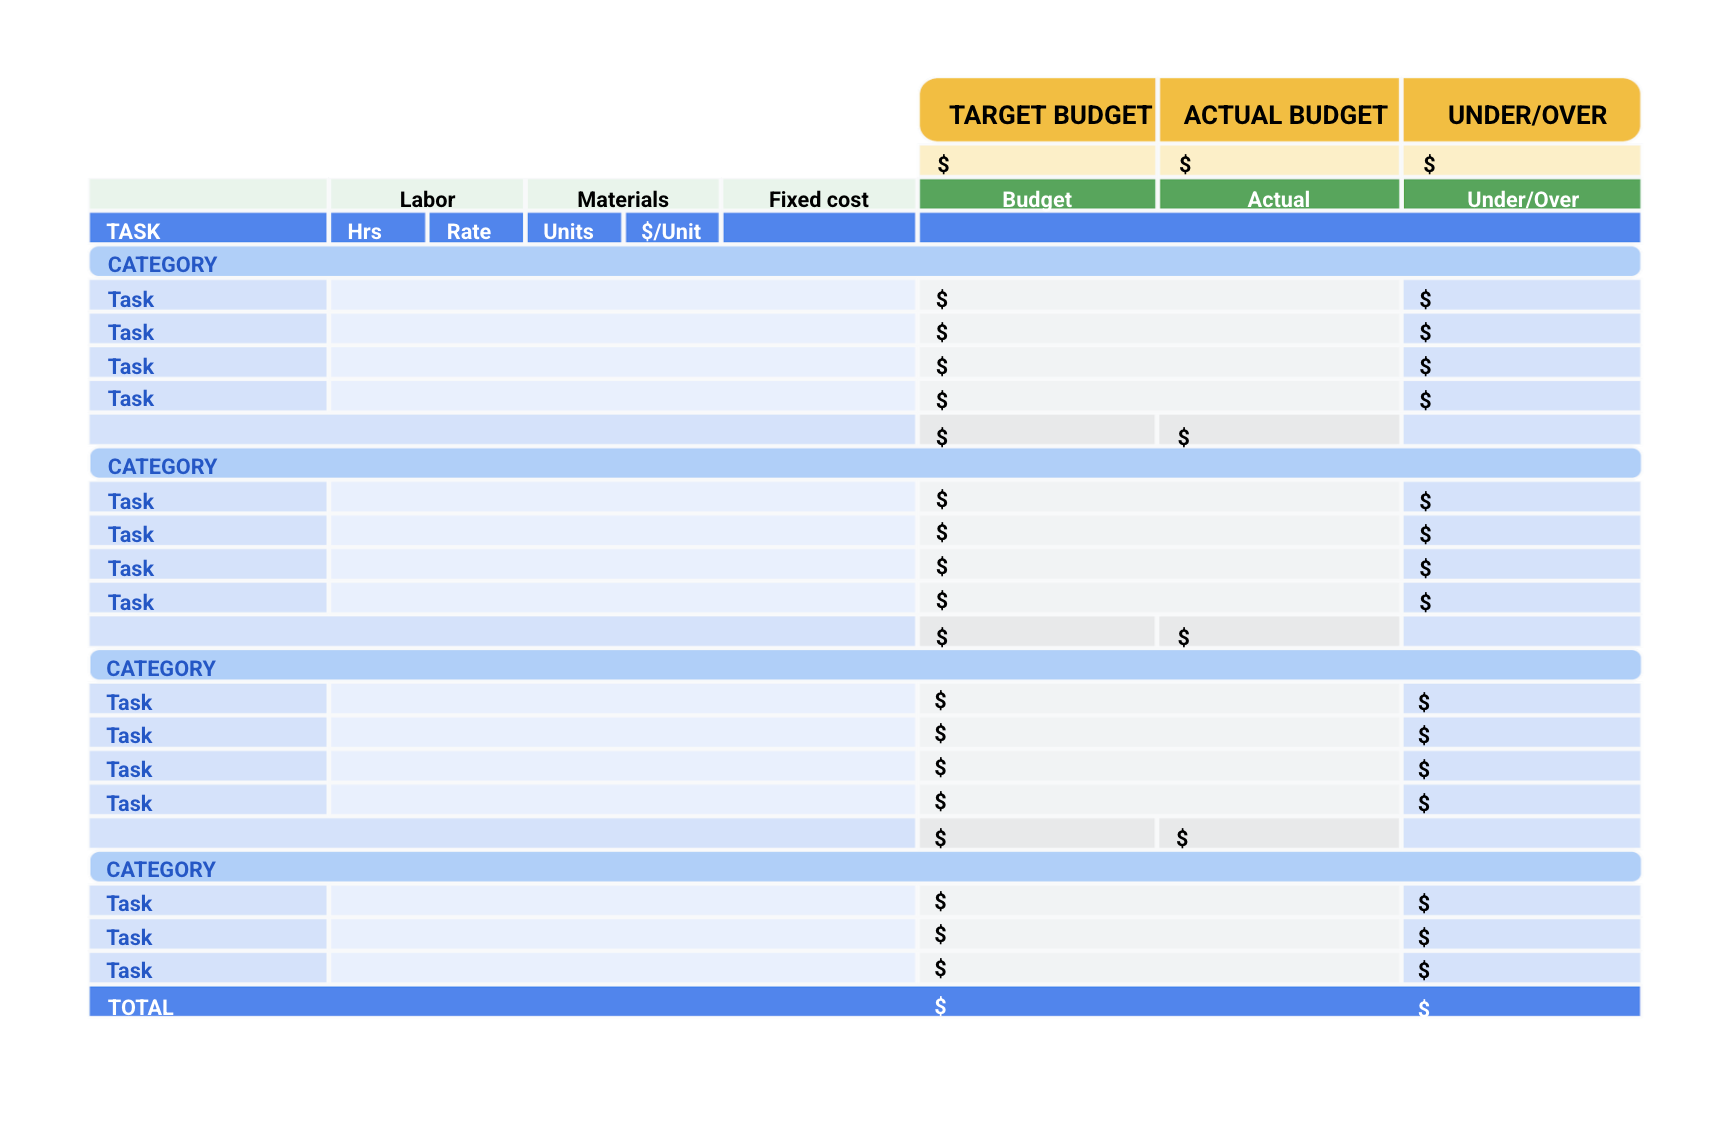 TARGET BUDGET ACTUAL BUDGET UNDER/OVER
$ $ $
Labor Materials Fixed cost Budget Actual Under/Over
TASK Hrs Rate Units $/Unit
CATEGORY
Task $ $
Task $ $
Task $ $
Task $ $
$ $
CATEGORY
Task $ $
Task $ $
Task $ $
Task $ $
$ $
CATEGORY
Task $ $
Task $ $
Task $ $
Task $ $
$ $
CATEGORY
Task $ $
Task $ $
Task $ $
TOTAL $ $